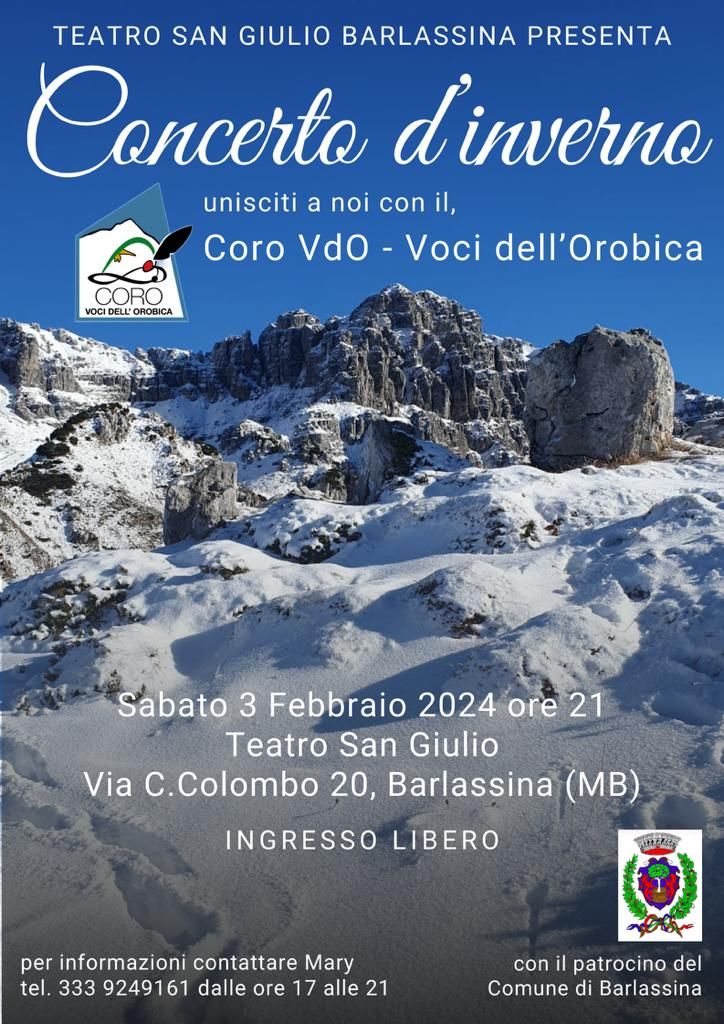 TEATRO SAN GIULIO BARLASSINA PRESENTA
Concerto d'inverno
unisciti a noi con il,
Coro VdO - Voci dell'Orobica
CORO
VOCI DELL' OROBICA
Sabato 3 Febbraio 2024 ore 21
Teatro San Giulio
Via C.Colombo 20, Barlassina (MB)
INGRESSO LIBERO
per informazioni contattare Mary
tel. 333 9249161 dalle ore 17 alle 21
con il patrocino del
Comune di Barlassina